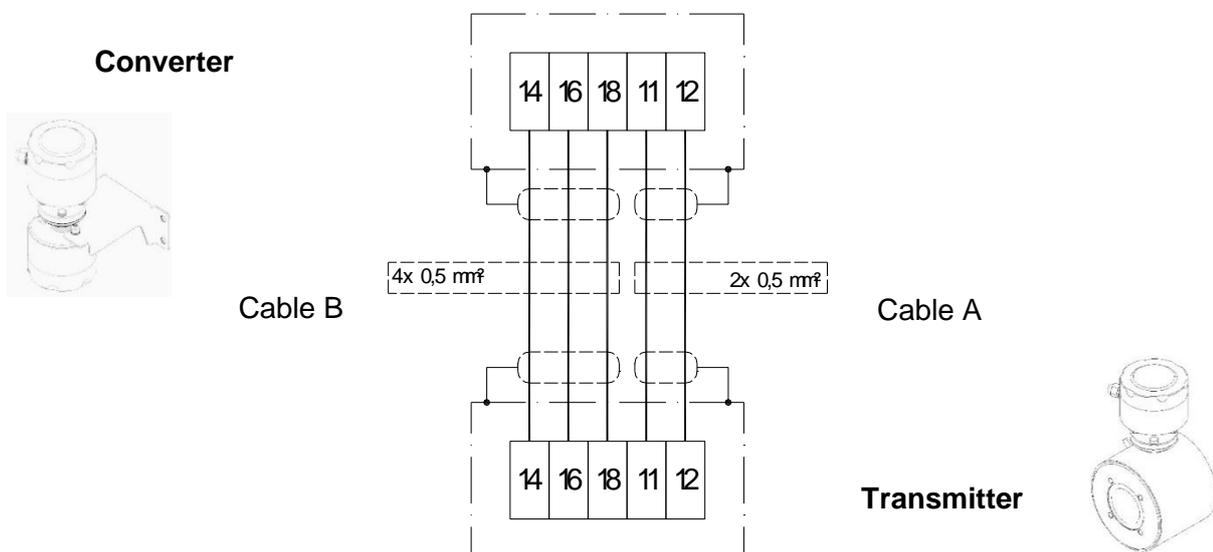 Converter
14 16 18 11 12
4x 0,5 mm²
2x 0,5 mm²
Cable B
Cable A
14 16 18 11 12
Transmitter